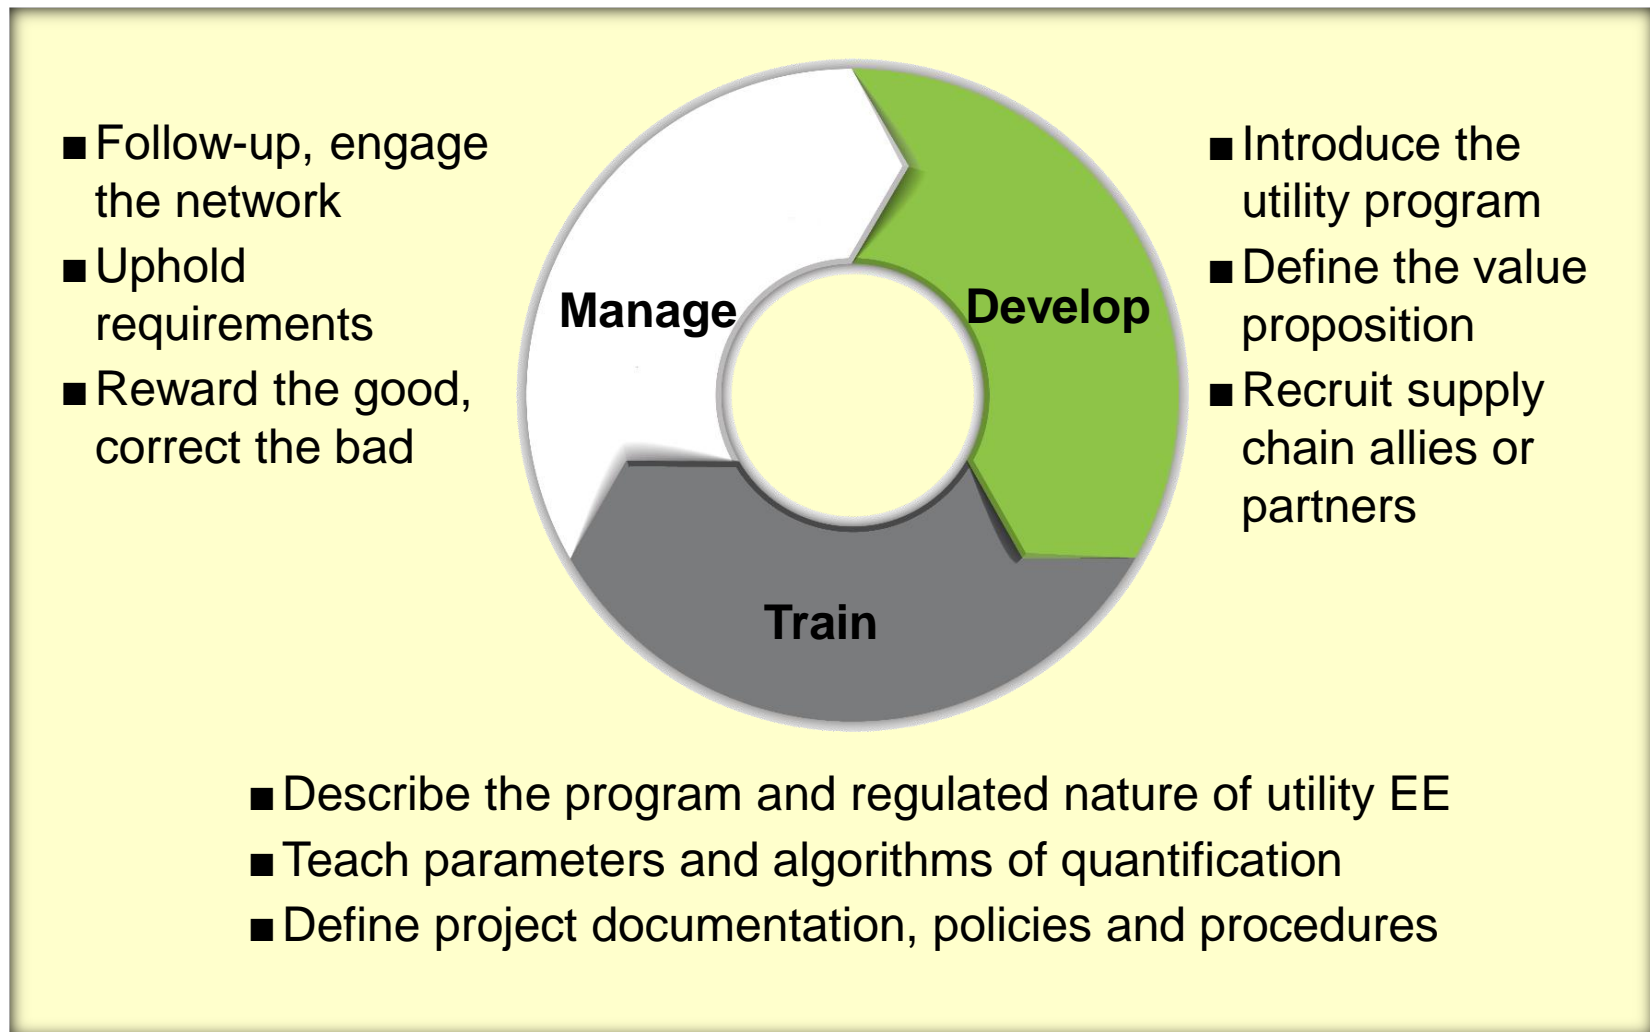 ■ Follow-up, engage
the network
■ Uphold
requirements
■ Reward the good,
correct the bad
Manage
Develop
Train
■ Introduce the
utility program
■ Define the value
proposition
■ Recruit supply
chain allies or
partners
■ Describe the program and regulated nature of utility EE
■ Teach parameters and algorithms of quantification
■ Define project documentation, policies and procedures